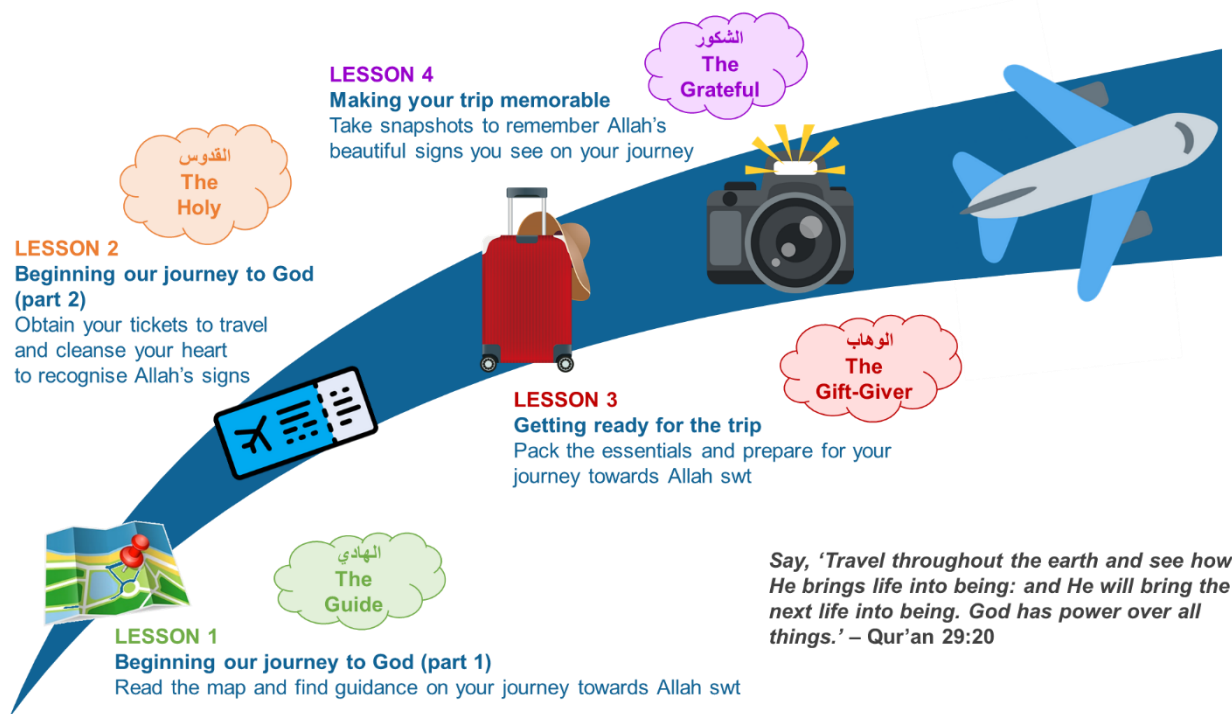 الشكور
The
Grateful
LESSON 4
Making your trip memorable
Take snapshots to remember Allah's
beautiful signs you see on your journey
القدوس
The
Holy
LESSON 2
Beginning our journey to God
(part 2)
Obtain your tickets to travel
and cleanse your heart
to recognise Allah's signs
الوهاب
The
Gift-Giver
LESSON 3
Getting ready for the trip
Pack the essentials and prepare for your
journey towards Allah swt
الهادي
The
Guide
LESSON 1
Beginning our journey to God (part 1)
Read the map and find guidance on your journey towards Allah swt
Say, ‘Travel throughout the earth and see how
He brings life into being: and He will bring the
next life into being. God has power over all
things.’ – Qur’an 29:20